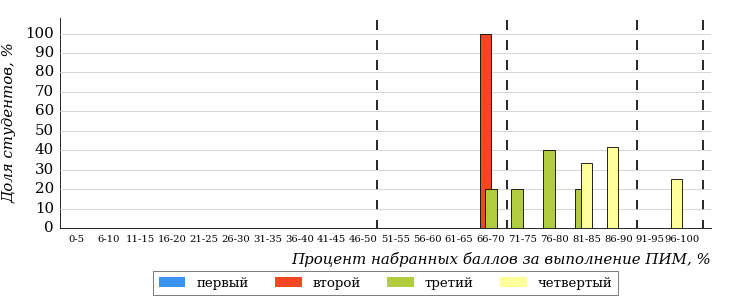 Доля студентов, %
100
90
80
70
60
50
40
30
20
10
0
0-5 6-10 11-15 16-20 21-25 26-30 31-35 36-40 41-45 46-50 51-55 56-60 61-65 66-70 71-75 76-80 81-85 86-90 91-95 96-100
Процент набранных баллов за выполнение ПИМ, %
первый второй третий четвертый